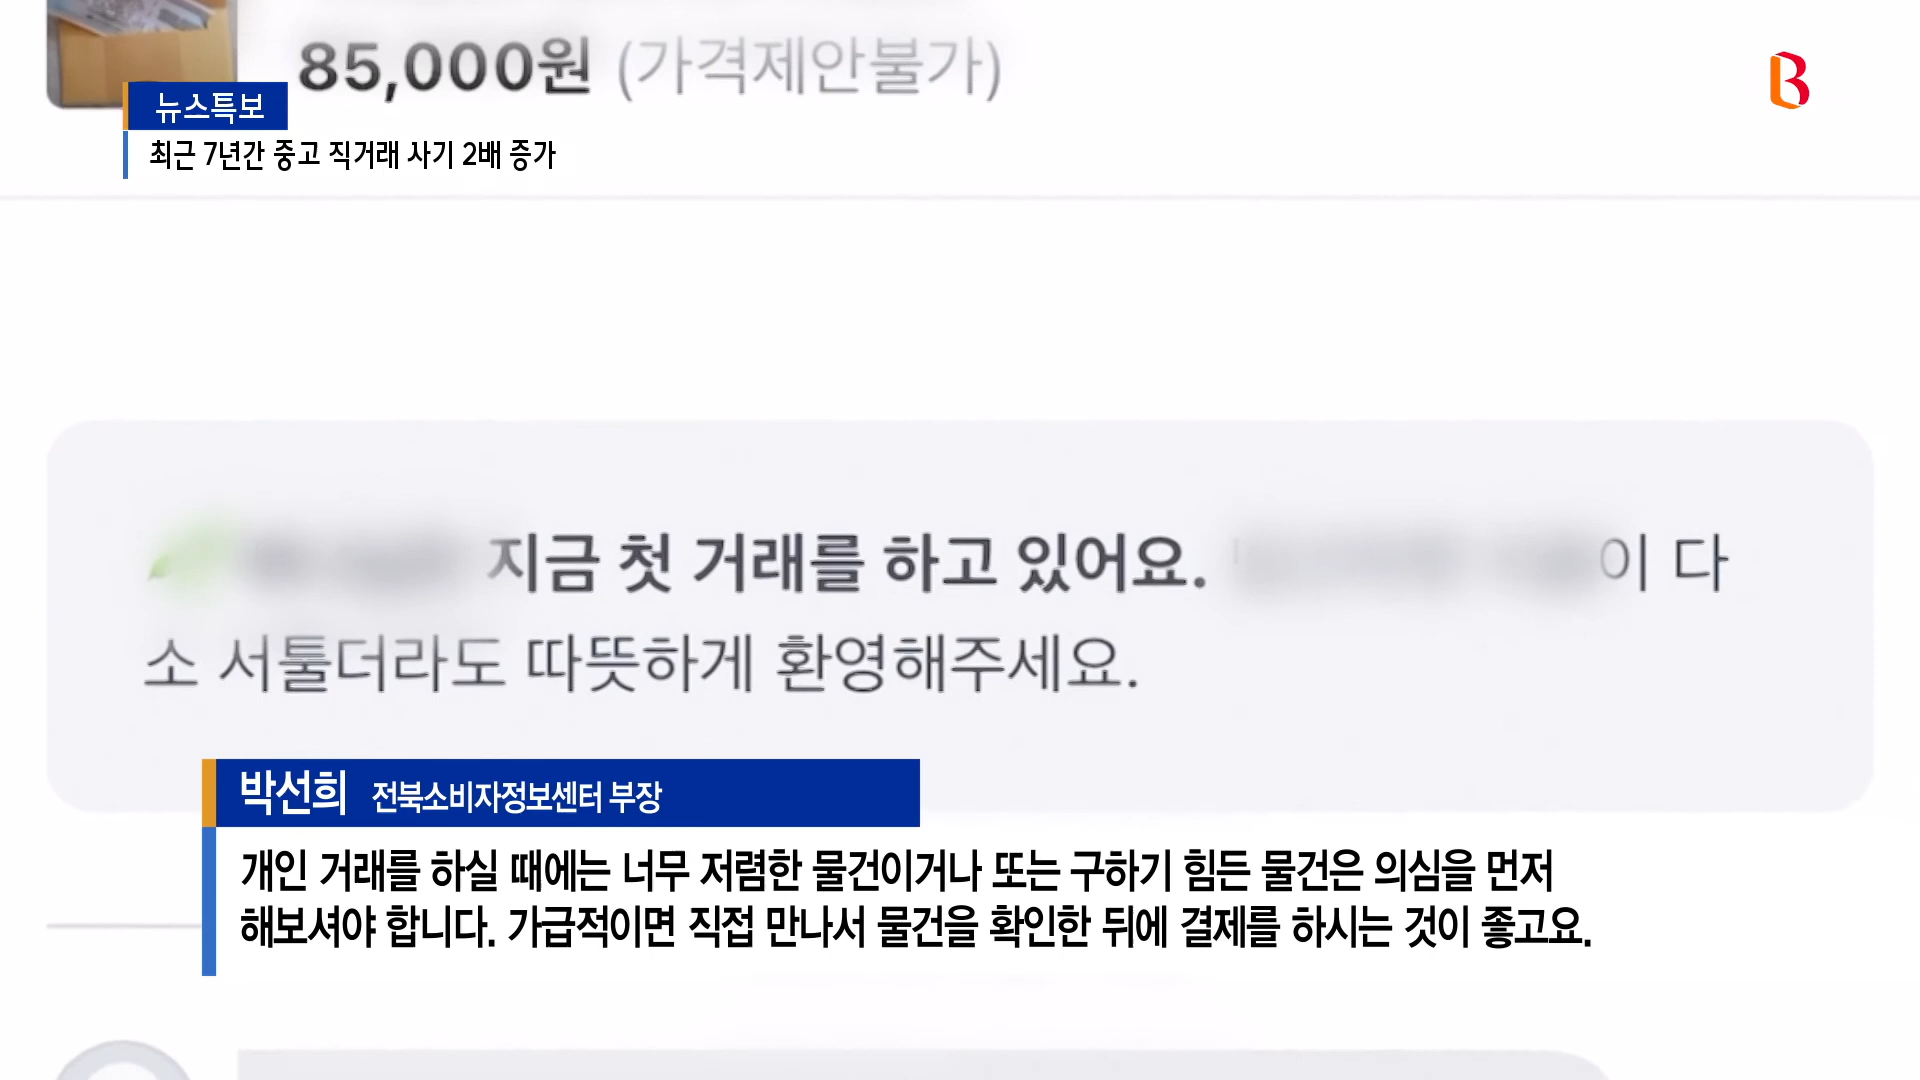 85,000원 (가격제안불가)
뉴스특보
최근 7년간 중고 직거래 사기 2배 증가
지금 첫 거래를 하고 있어요. 이 다
소 서툴더라도 따뜻하게 환영해주세요.
박선희 전북소비자정보센터 부장
개인 거래를 하실 때에는 너무 저렴한 물건이거나 또는 구하기 힘든 물건은 의심을 먼저
해보셔야 합니다. 가급적이면 직접 만나서 물건을 확인한 뒤에 결제를 하시는 것이 좋고요.